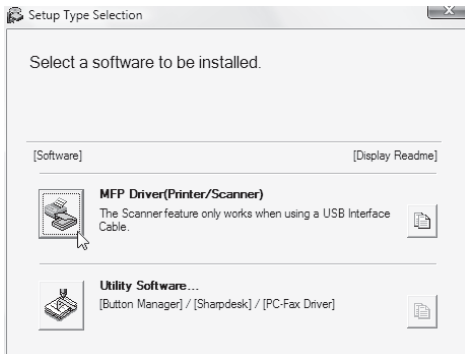 Setup Type Selection
Select a software to be installed.
[Software] [Display Readme]
MFP Driver(Printer/Scanner)
The Scanner feature only works when using a USB Interface
Cable.
Utility Software...
[Button Manager] / [Sharpdesk] / [PC-Fax Driver]